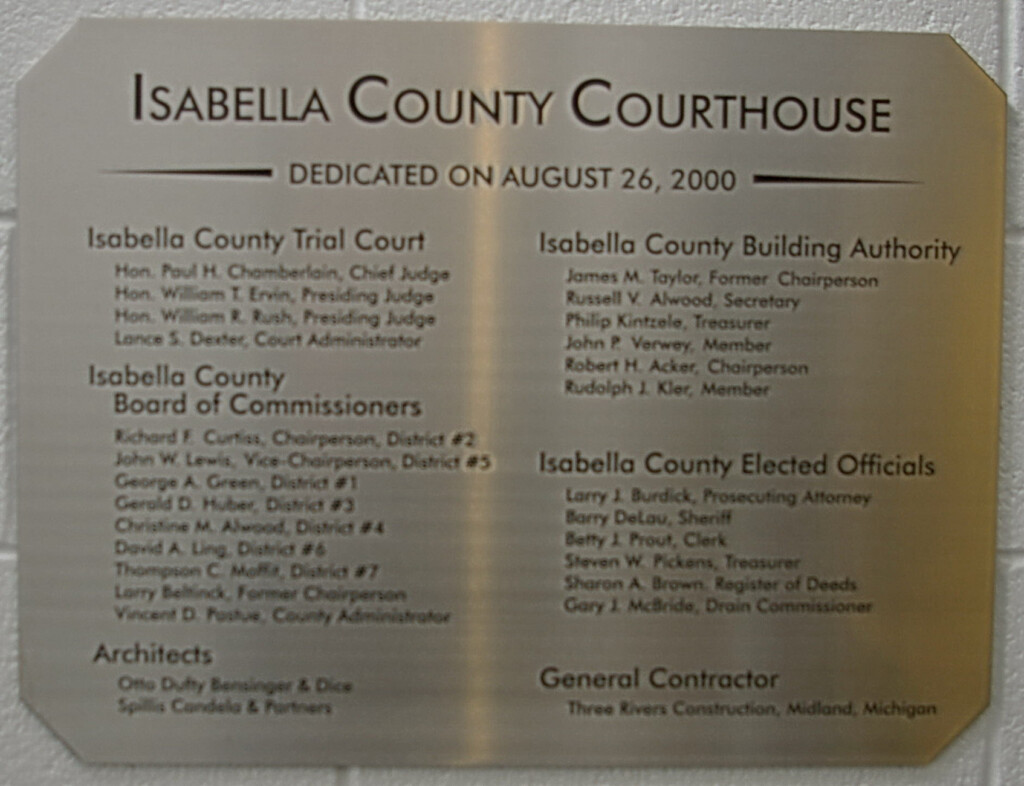 ISABELLA COUNTY COURTHOUSE
DEDICATED ON AUGUST 26, 2000
Isabella County Trial Court
Hon. Paul H. Chamberlain, Chief Judge
Hon. William T. Ervin, Presiding Judge
Hon. William R. Rush, Presiding Judge
Lance S. Dexter, Court Administrator
Isabella County
Board of Commissioners
Richard F. Curtiss, Chairperson, District #2
John W. Lewis, Vice-Chairperson, District #5
George A. Green, District #1
Gerald D. Huber, District #3
Christine M. Alwood, District #4
David A. Ling, District #6
Thompson C. Moffit, District #7
Larry Beltinck, Former Chairperson
Vincent D. Pastue, County Administrator
Architects
Otto Dufty Bensinger & Dice
Spillis Candela & Partners
Isabella County Building Authority
James M. Taylor, Former Chairperson
Russell V. Alwood, Secretary
Philip Kintzele, Treasurer
John P. Verwey, Member
Robert H. Acker, Chairperson
Rudolph J. Kler, Member
Isabella County Elected Officials
Larry J. Burdick, Prosecuting Attorney
Barry DeLau, Sheriff
Betty J. Prout, Clerk
Steven W. Pickens, Treasurer
Sharon A. Brown, Register of Deeds
Gary J. McBride, Drain Commissioner
General Contractor
Three Rivers Construction, Midland, Michigan